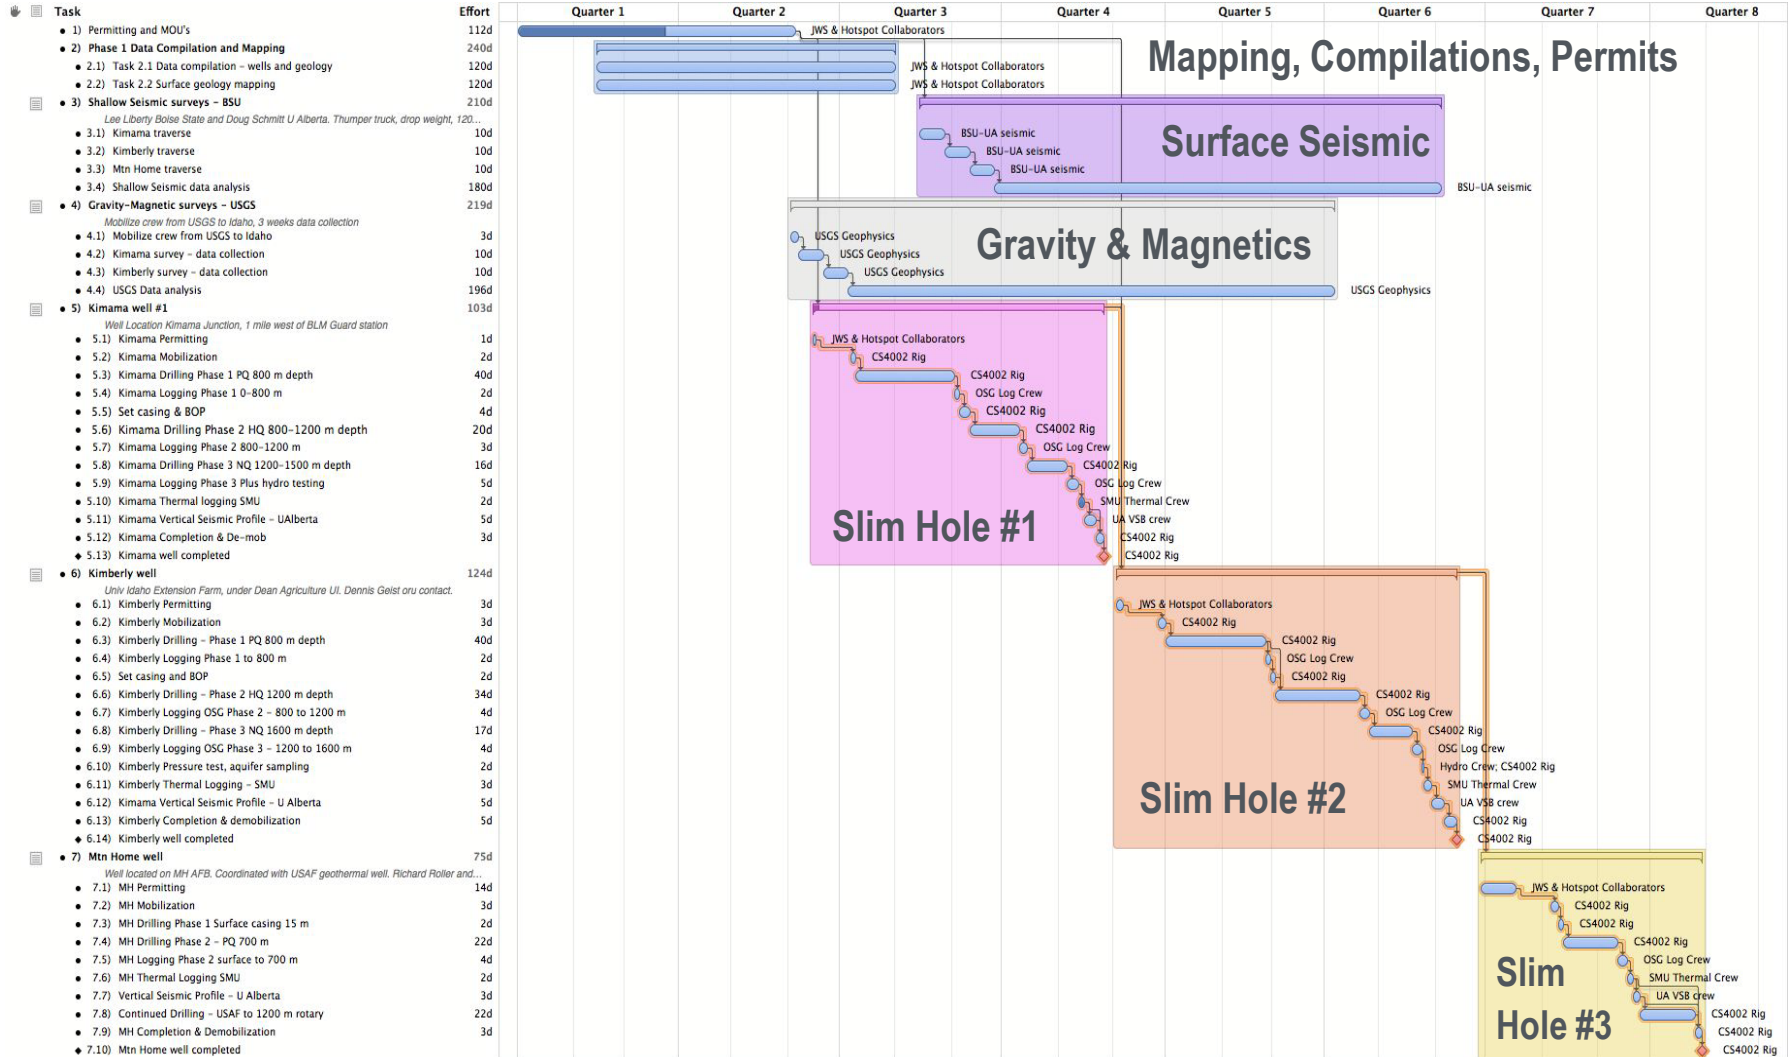 Task Effort Quarter 1 Quarter 2 Quarter 3 Quarter 4 Quarter 5 Quarter 6 Quarter 7 Quarter 8
1) Permitting and MOU's 112d JWS & Hotspot Collaborators
2) Phase 1 Data Compilation and Mapping 240d
Mapping, Compilations, Permits
2.1) Task 2.1 Data compilation – wells and geology 120d JWS & Hotspot Collaborators
2.2) Task 2.2 Surface geology mapping 120d JWS & Hotspot Collaborators
3) Shallow Seismic surveys – BSU 210d
Lee Liberty Boise State and Doug Schmitt U Alberta. Thumper truck, drop weight, 120...
3.1) Kimama traverse 10d BSU–UA seismic
Surface Seismic
3.2) Kimberly traverse 10d BSU–UA seismic
3.3) Mtn Home traverse 10d BSU–UA seismic
3.4) Shallow Seismic data analysis 180d BSU–UA seismic
4) Gravity–Magnetic surveys – USGS 219d
Mobilize crew from USGS to Idaho, 3 weeks data collection
4.1) Mobilize crew from USGS to Idaho 3d USGS Geophysics
Gravity & Magnetics
4.2) Kimama survey – data collection 10d USGS Geophysics
4.3) Kimberly survey – data collection 10d USGS Geophysics
4.4) USGS Data analysis 196d USGS Geophysics
5) Kimama well #1 103d
Well Location Kimama Junction, 1 mile west of BLM Guard station
5.1) Kimama Permitting 1d JWS & Hotspot Collaborators
5.2) Kimama Mobilization 2d CS4002 Rig
5.3) Kimama Drilling Phase 1 PQ 800 m depth 40d CS4002 Rig
5.4) Kimama Logging Phase 1 0–800 m 2d OSG Log Crew
5.5) Set casing & BOP 4d CS4002 Rig
5.6) Kimama Drilling Phase 2 HQ 800–1200 m depth 20d CS4002 Rig
5.7) Kimama Logging Phase 2 800–1200 m 3d OSG Log Crew
5.8) Kimama Drilling Phase 3 NQ 1200–1500 m depth 16d CS4002 Rig
5.9) Kimama Logging Phase 3 Plus hydro testing 5d OSG Log Crew
5.10) Kimama Thermal logging SMU 2d SMU Thermal Crew
5.11) Kimama Vertical Seismic Profile – UAlberta 5d UA VSB crew
Slim Hole #1
5.12) Kimama Completion & De–mob 3d CS4002 Rig
5.13) Kimama well completed CS4002 Rig
6) Kimberly well 124d
Univ Idaho Extension Farm, under Dean Agriculture UI. Dennis Geist oru contact.
6.1) Kimberly Permitting 3d JWS & Hotspot Collaborators
6.2) Kimberly Mobilization 3d CS4002 Rig
6.3) Kimberly Drilling – Phase 1 PQ 800 m depth 40d CS4002 Rig
6.4) Kimberly Logging Phase 1 to 800 m 2d OSG Log Crew
6.5) Set casing and BOP 2d CS4002 Rig
6.6) Kimberly Drilling – Phase 2 HQ 1200 m depth 34d CS4002 Rig
6.7) Kimberly Logging OSG Phase 2 – 800 to 1200 m 4d OSG Log Crew
6.8) Kimberly Drilling – Phase 3 NQ 1600 m depth 17d CS4002 Rig
6.9) Kimberly Logging OSG Phase 3 – 1200 to 1600 m 4d OSG Log Crew
6.10) Kimberly Pressure test, aquifer sampling 2d Hydro Crew; CS4002 Rig
6.11) Kimberly Thermal Logging – SMU 3d SMU Thermal Crew
Slim Hole #2
6.12) Kimama Vertical Seismic Profile – U Alberta 5d UA VSB crew
6.13) Kimberly Completion & demobilization 5d CS4002 Rig
6.14) Kimberly well completed CS4002 Rig
7) Mtn Home well 75d
Well located on MH AFB. Coordinated with USAF geothermal well. Richard Roller and...
7.1) MH Permitting 14d JWS & Hotspot Collaborators
7.2) MH Mobilization 3d CS4002 Rig
7.3) MH Drilling Phase 1 Surface casing 15 m 2d CS4002 Rig
7.4) MH Drilling Phase 2 – PQ 700 m 22d CS4002 Rig
7.5) MH Logging Phase 2 surface to 700 m 4d OSG Log Crew
Slim
7.6) MH Thermal Logging SMU 2d SMU Thermal Crew
7.7) Vertical Seismic Profile – U Alberta 3d UA VSB crew
7.8) Continued Drilling – USAF to 1200 m rotary 22d CS4002 Rig
Hole #3
7.9) MH Completion & Demobilization 3d CS4002 Rig
7.10) Mtn Home well completed CS4002 Rig